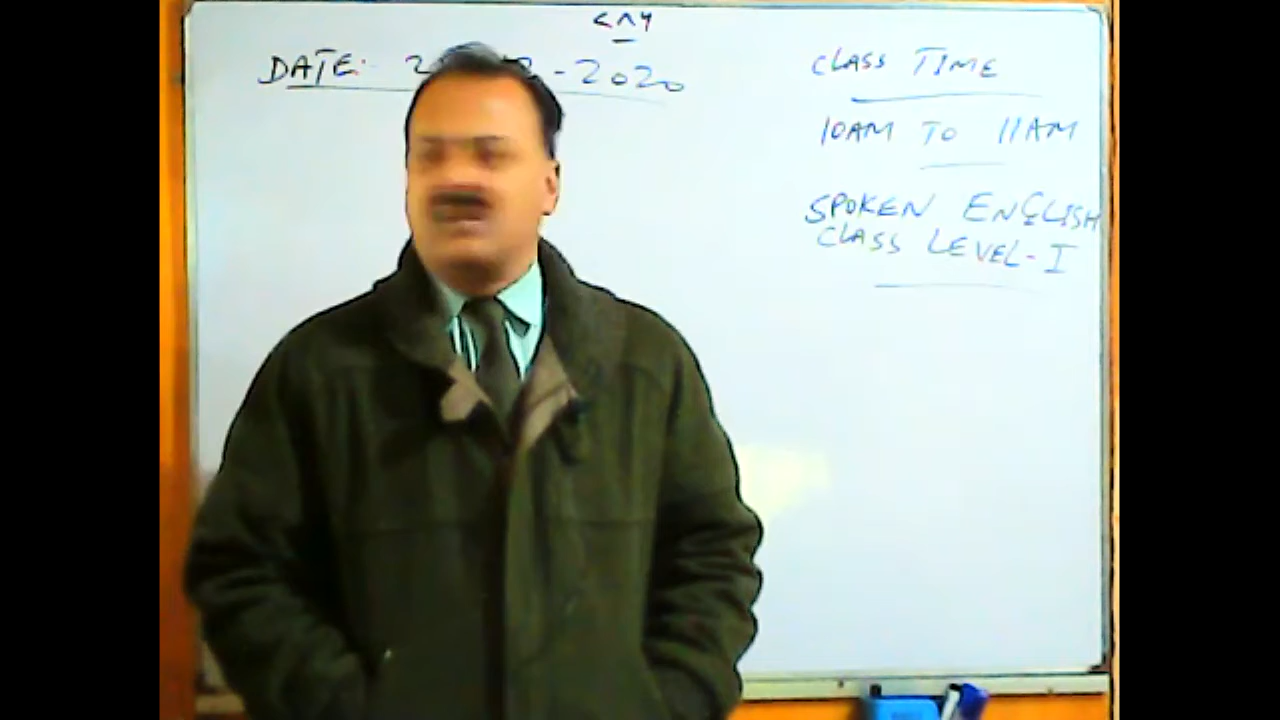 DATE: -2020
CLASS TIME
10AM TO 11AM
SPOKEN ENGLISH
CLASS LEVEL-I